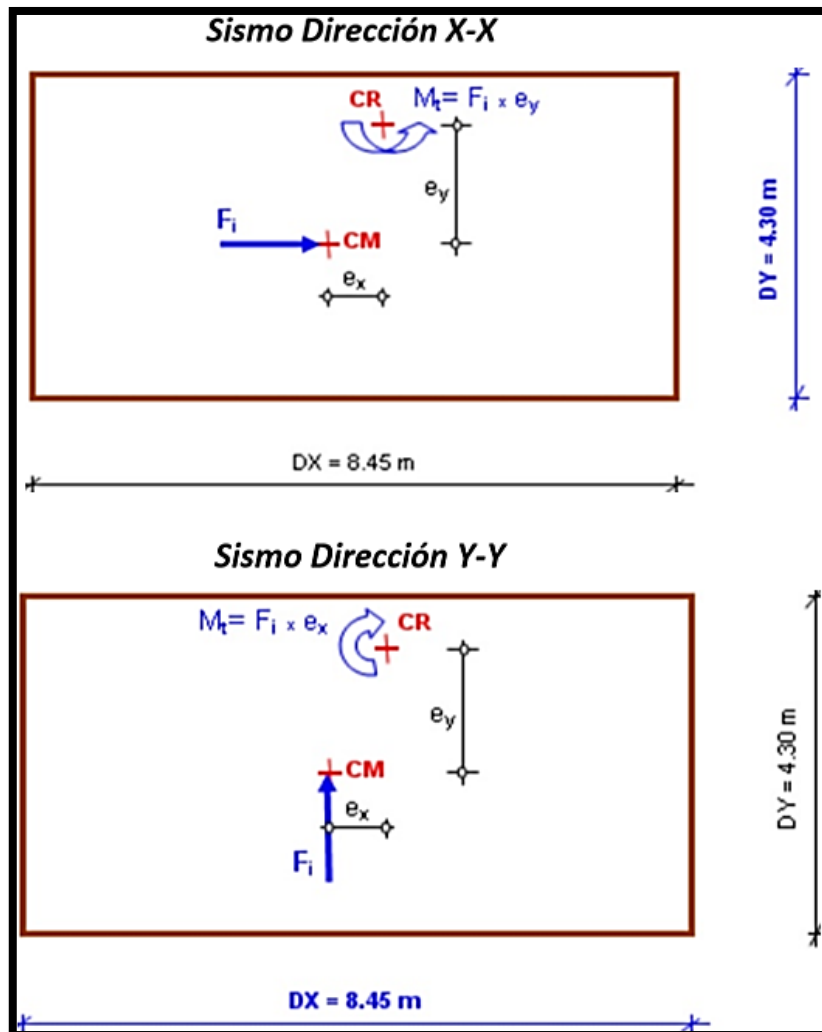 Sismo Dirección X-X
CR
Mt= Fi x ey
ey
Fi
CM
ex
DY = 4.30 m
DX = 8.45 m
Sismo Dirección Y-Y
Mt= Fi x ex
CR
ey
CM
ex
Fi
DY = 4.30 m
DX = 8.45 m